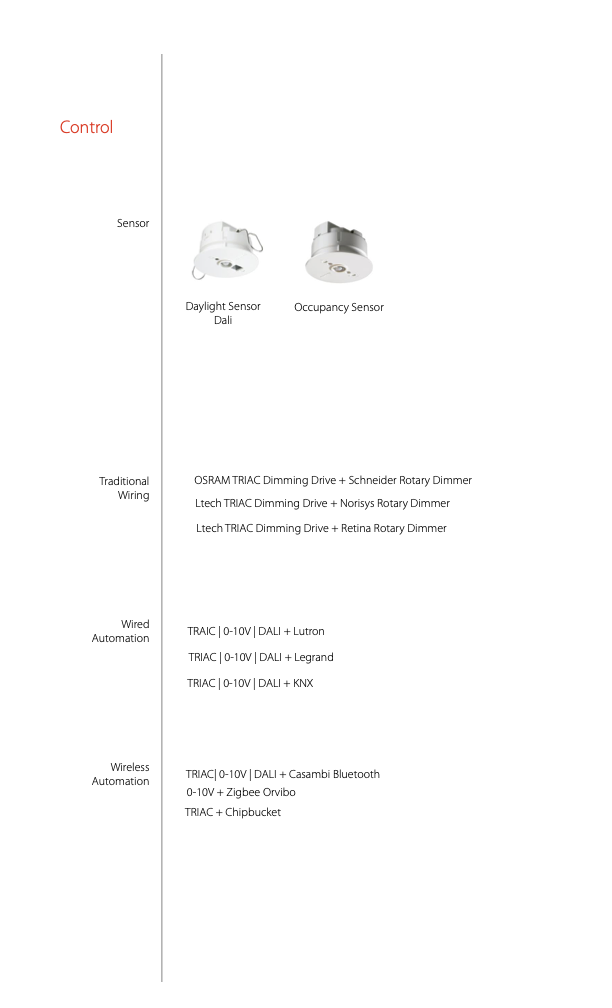 Control
Sensor
Daylight Sensor
Dali
Occupancy Sensor
Traditional
Wiring
OSRAM TRIAC Dimming Drive + Schneider Rotary Dimmer
Ltech TRIAC Dimming Drive + Norisys Rotary Dimmer
Ltech TRIAC Dimming Drive + Retina Rotary Dimmer
Wired
Automation
TRAIC | 0-10V | DALI + Lutron
TRIAC | 0-10V | DALI + Legrand
TRIAC | 0-10V | DALI + KNX
Wireless
Automation
TRIAC| 0-10V | DALI + Casambi Bluetooth
0-10V + Zigbee Orvibo
TRIAC + Chipbucket